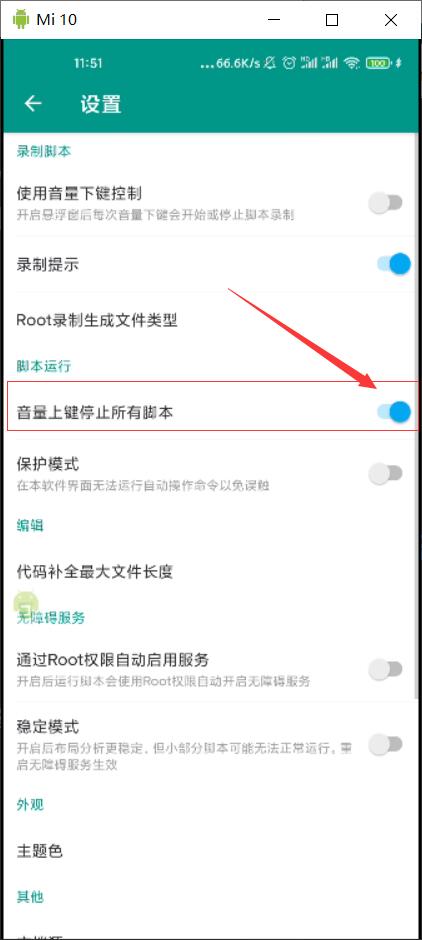 Mi 10
11:51
...66.6K/s
100
设置
录制脚本
使用音量下键控制
开启悬浮窗后每次音量下键会开始或停止脚本录制
录制提示
Root录制生成文件类型
脚本运行
音量上键停止所有脚本
保护模式
在本软件界面无法运行自动操作命令以免误触
编辑
代码补全最大文件长度
无障碍服务
通过Root权限自动启用服务
开启后运行脚本会使用Root权限自动开启无障碍服务
稳定模式
开启后布局分析更稳定，但小部分脚本可能无法正常运行。重
启无障碍服务生效
外观
主题色
其他